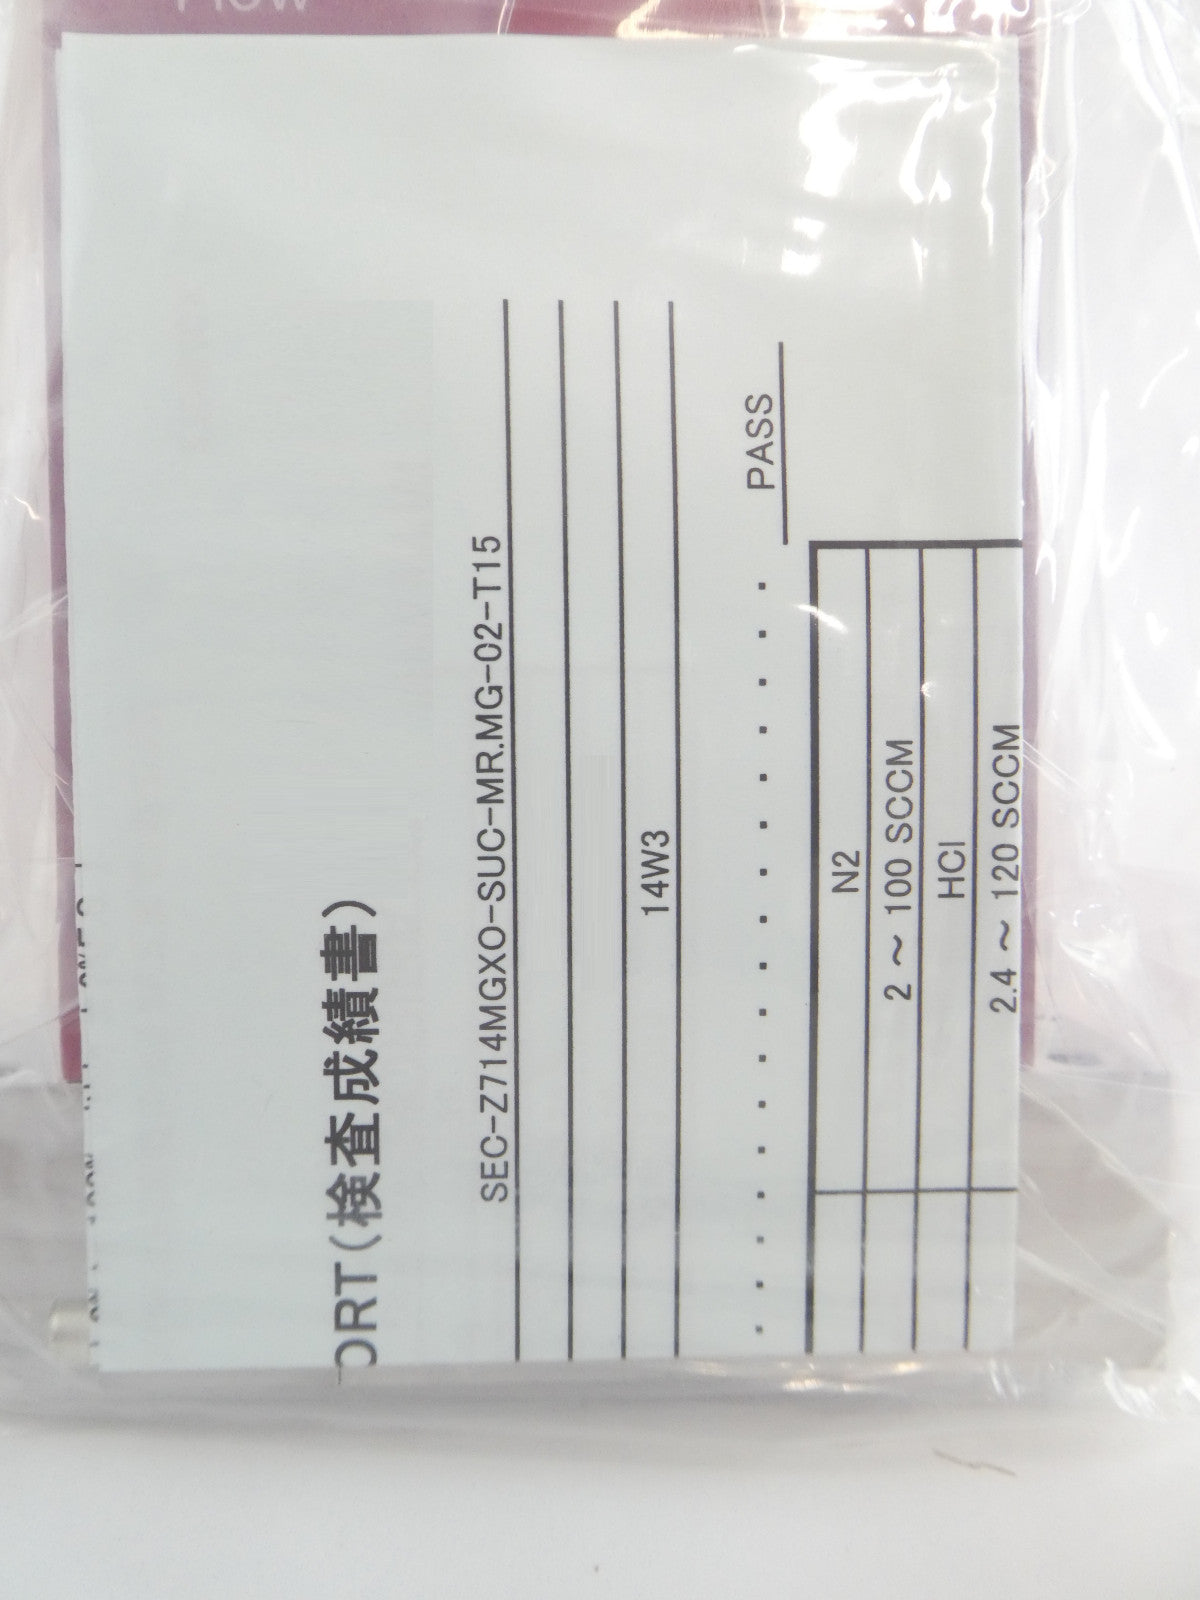 Flow
ORT(検査成績書)
SEC-Z714MGXO-SUC-MR.MG-02-T15
14W3
PASS
N2
2 ～ 100 SCCM
HCl
2.4 ～ 120 SCCM